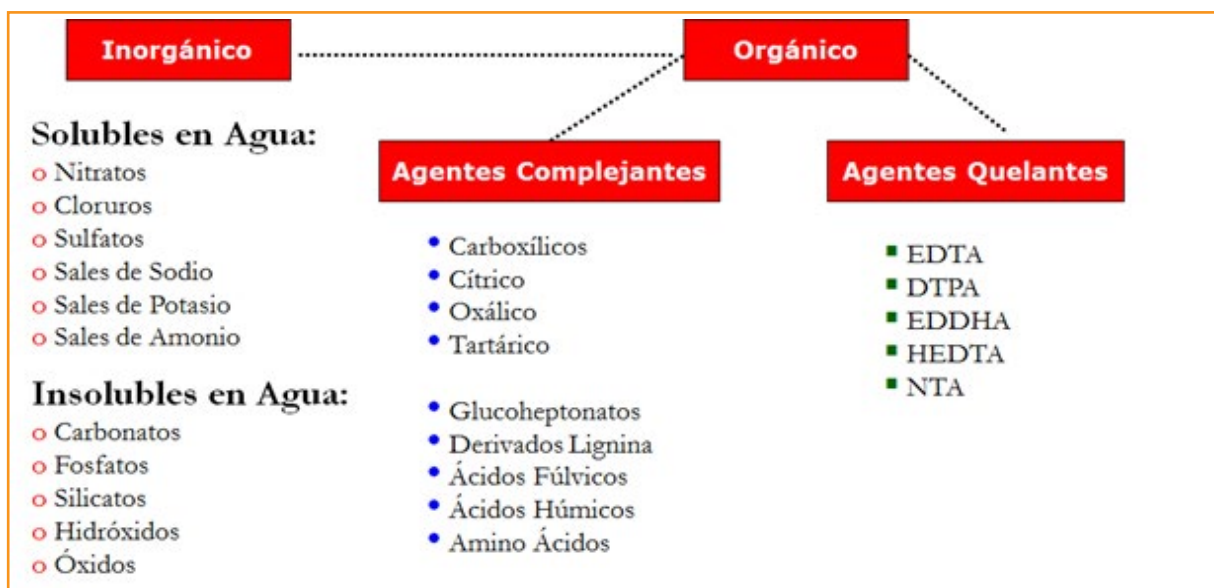 Inorgánico
Orgánico
Solubles en Agua:
o Nitratos
o Cloruros
o Sulfatos
o Sales de Sodio
o Sales de Potasio
o Sales de Amonio
Insolubles en Agua:
o Carbonatos
o Fosfatos
o Silicatos
o Hidróxidos
o Óxidos
Agentes Complejantes
• Carboxílicos
• Cítrico
• Oxálico
• Tartárico
• Glucoheptonatos
• Derivados Lignina
• Ácidos Fúlvicos
• Ácidos Húmicos
• Amino Ácidos
Agentes Quelantes
▪ EDTA
▪ DTPA
▪ EDDHA
▪ HEDTA
▪ NTA